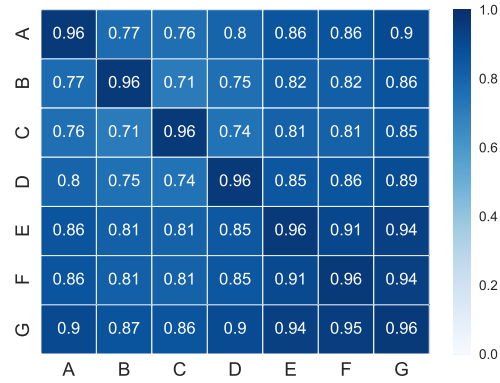 A 0.96 0.77 0.76 0.8 0.86 0.86 0.9
B 0.77 0.96 0.71 0.75 0.82 0.82 0.86
C 0.76 0.71 0.96 0.74 0.81 0.81 0.85
D 0.8 0.75 0.74 0.96 0.85 0.86 0.89
E 0.86 0.81 0.81 0.85 0.96 0.91 0.94
F 0.86 0.81 0.81 0.85 0.91 0.96 0.94
G 0.9 0.87 0.86 0.9 0.94 0.95 0.96
A B C D E F G
1.0
0.8
0.6
0.4
0.2
0.0